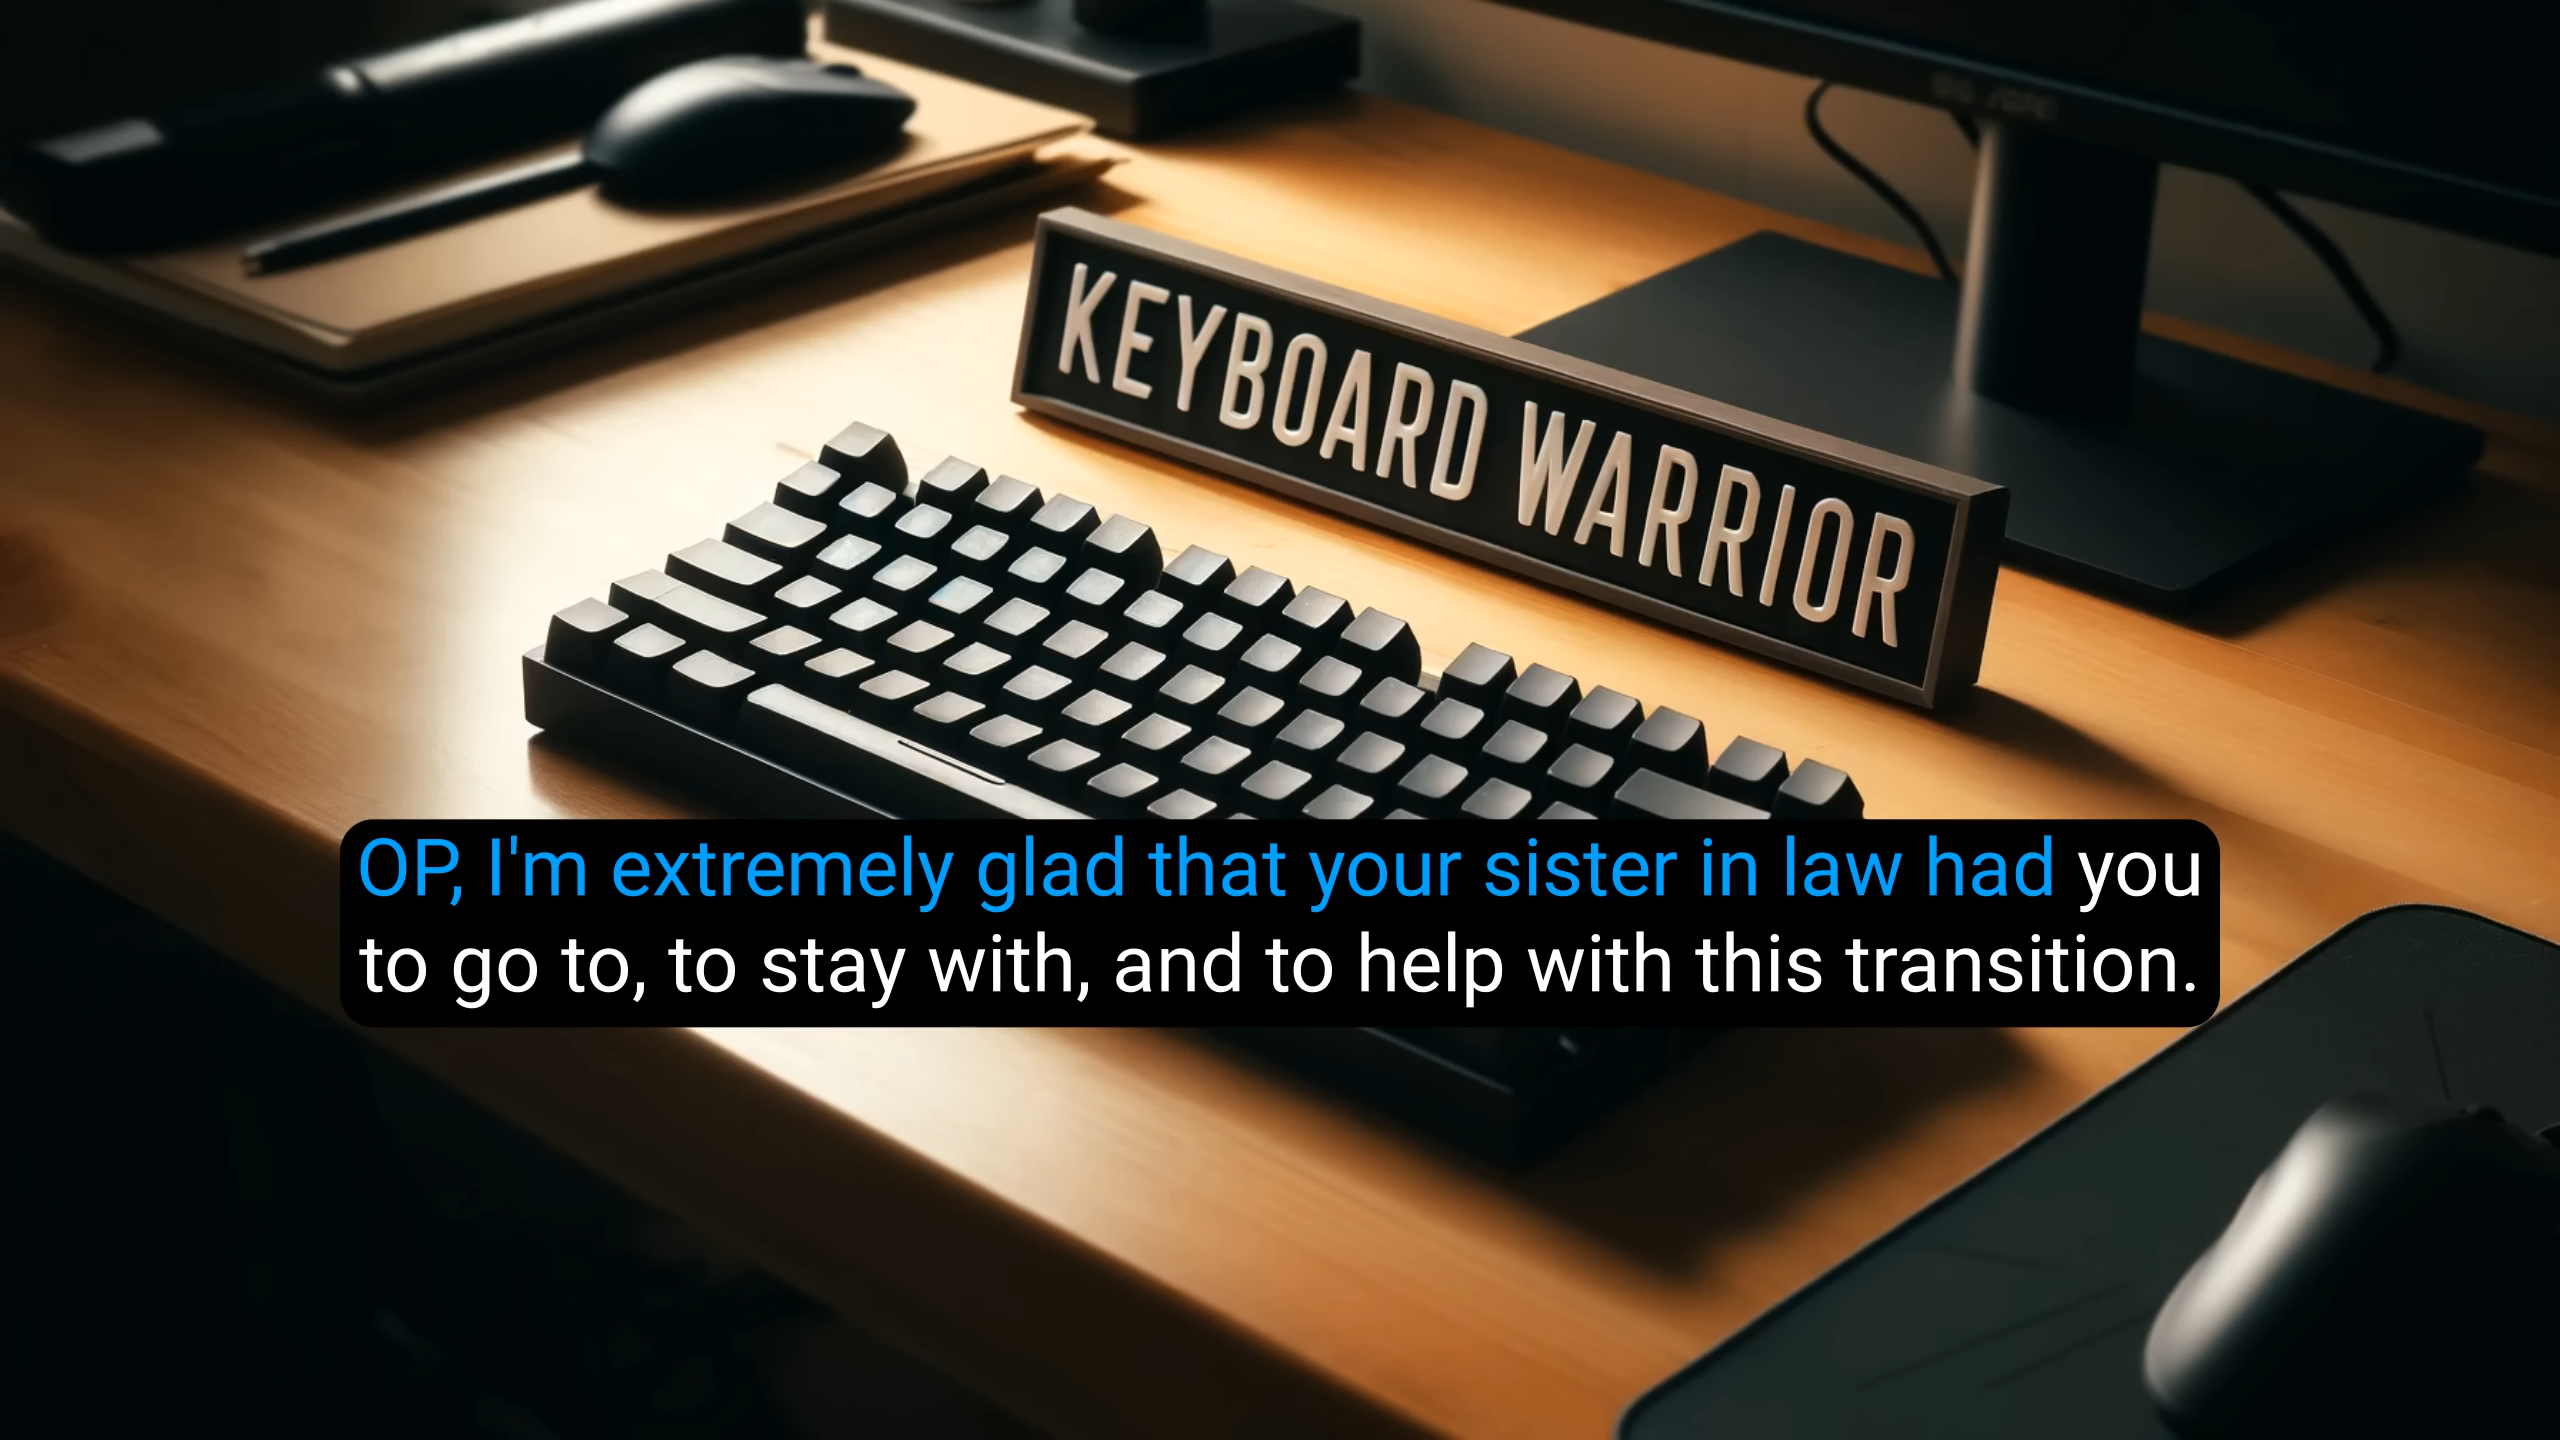 KEYBOARD WARRIOR
OP, I'm extremely glad that your sister in law had you
to go to, to stay with, and to help with this transition.